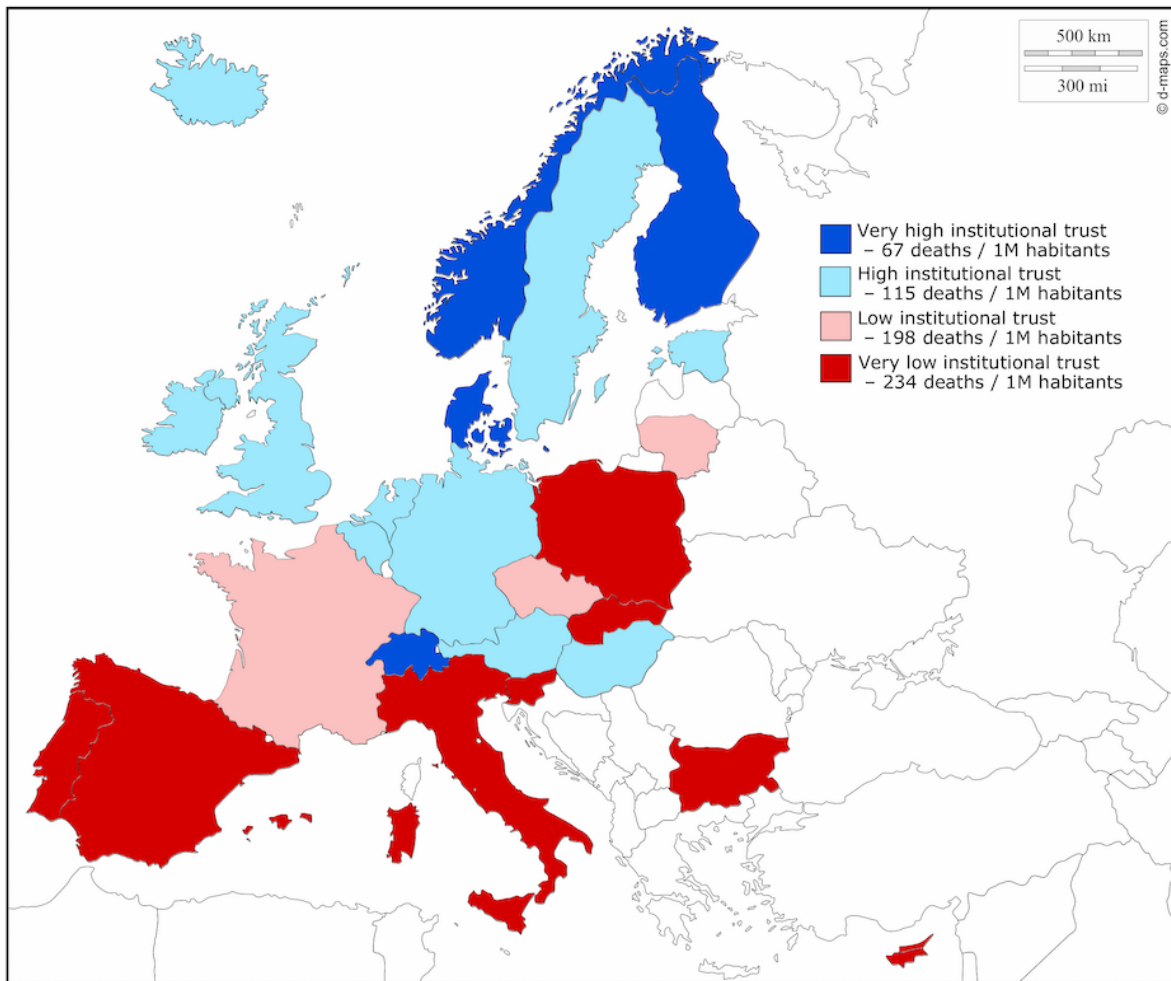 500 km
300 mi
© d-maps.com
Very high institutional trust
– 67 deaths / 1M habitants
High institutional trust
– 115 deaths / 1M habitants
Low institutional trust
– 198 deaths / 1M habitants
Very low institutional trust
– 234 deaths / 1M habitants